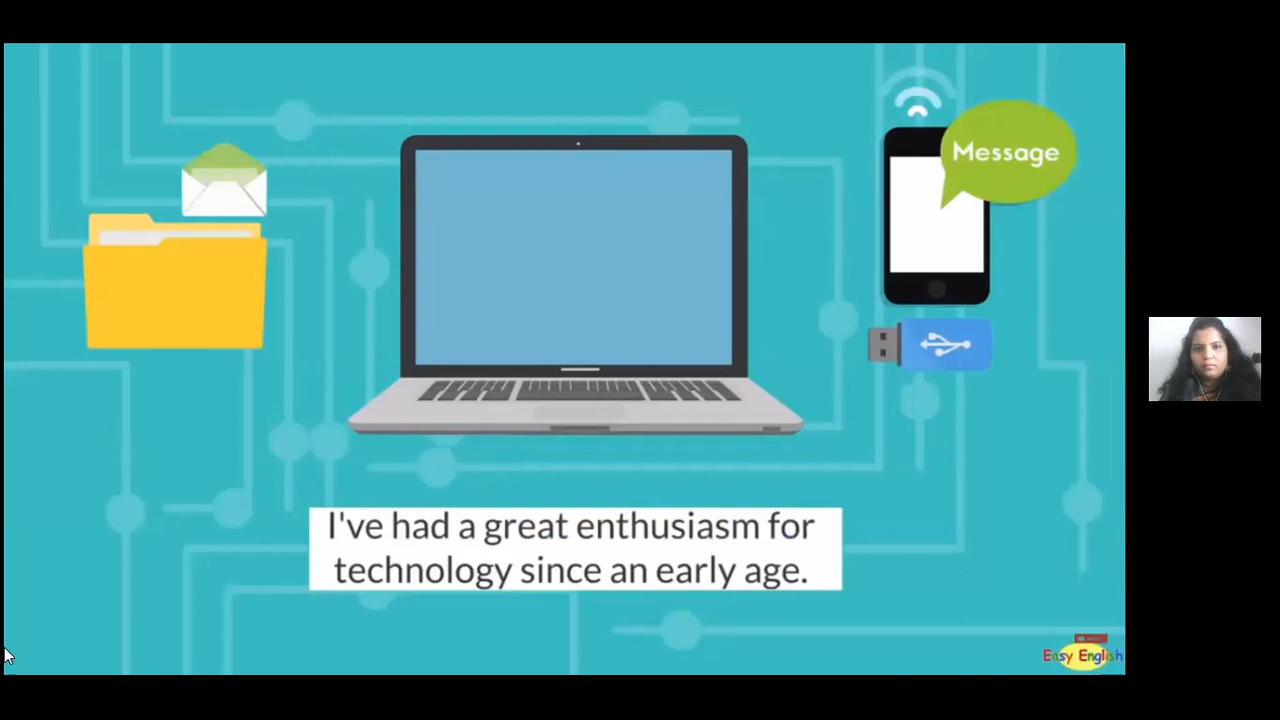 Message
I've had a great enthusiasm for
technology since an early age.
Easy English